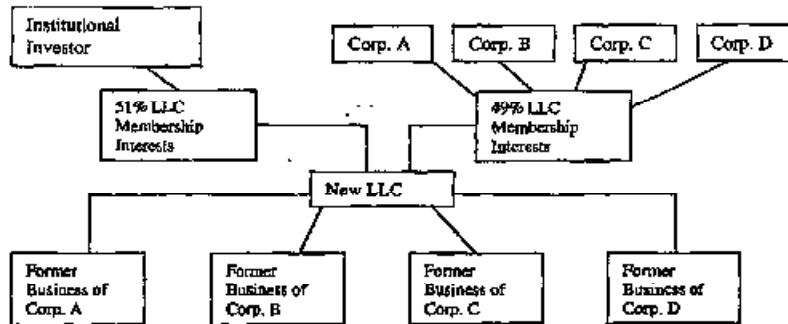 Institutional
Investor
Corp. A
Corp. B
Corp. C
Corp. D
51% LLC
Membership
Interests
49% LLC
Membership
Interests
New LLC
Former
Business of
Corp. A
Former
Business of
Corp. B
Former
Business of
Corp. C
Former
Business of
Corp. D